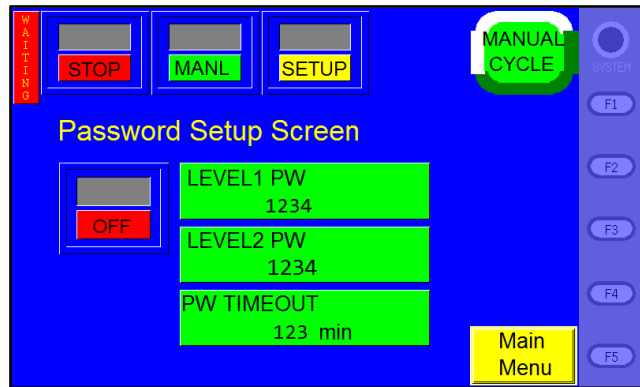 WAITING
STOP
MANL
SETUP
MANUAL
CYCLE
SYSTEM
F1
Password Setup Screen
F2
LEVEL1 PW
1234
OFF
F3
LEVEL2 PW
1234
F4
PW TIMEOUT
123 min
Main
Menu
F5